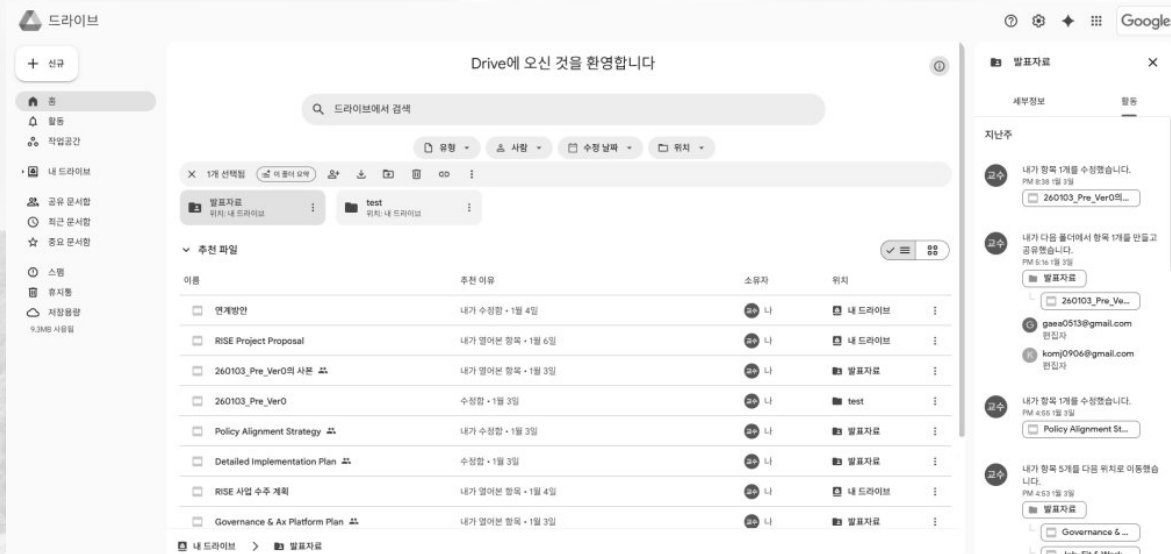 드라이브
Google
신규
홈
활동
작업공간
내 드라이브
공유 문서함
최근 문서함
중요 문서함
스팸
휴지통
저장용량
9.3MB 사용됨
Drive에 오신 것을 환영합니다
드라이브에서 검색
유형 사람 수정 날짜 위치
1개 선택됨 이 폴더 요약
발표자료
위치: 내 드라이브
test
위치: 내 드라이브
추천 파일
이름 추천 이유 소유자 위치
연계방안 내가 수정함 • 1월 4일 교수 나 내 드라이브
RISE Project Proposal 내가 열어본 항목 • 1월 6일 교수 나 내 드라이브
260103_Pre_Ver0의 사본 내가 열어본 항목 • 1월 3일 교수 나 발표자료
260103_Pre_Ver0 수정함 • 1월 3일 교수 나 test
Policy Alignment Strategy 내가 수정함 • 1월 3일 교수 나 발표자료
Detailed Implementation Plan 수정함 • 1월 3일 교수 나 발표자료
RISE 사업 수주 계획 내가 열어본 항목 • 1월 4일 교수 나 내 드라이브
Governance & Ax Platform Plan 내가 열어본 항목 • 1월 3일 교수 나 발표자료
내 드라이브 > 발표자료
발표자료
세부정보 활동
지난주
교수 내가 항목 1개를 수정했습니다.
PM 8:38 1월 3일
260103_Pre_Ver0의...
교수 내가 다음 폴더에서 항목 1개를 만들고
공유했습니다.
PM 5:16 1월 3일
발표자료
260103_Pre_Ve...
G gaea0513@gmail.com
편집자
K komj0906@gmail.com
편집자
교수 내가 항목 1개를 수정했습니다.
PM 4:55 1월 3일
Policy Alignment St...
교수 내가 항목 5개를 다음 위치로 이동했습
니다.
PM 4:53 1월 3일
발표자료
Governance & ...